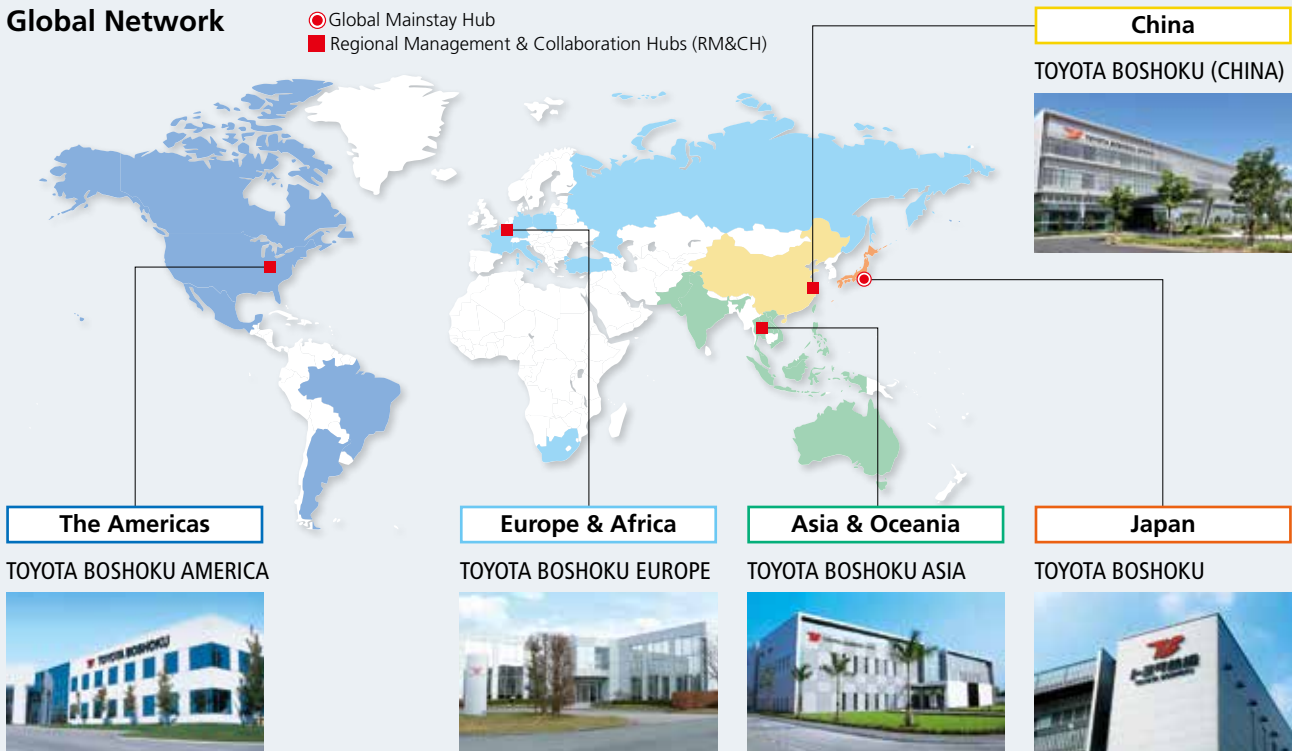 Global Network
Global Mainstay Hub
Regional Management & Collaboration Hubs (RM&CH)
China
TOYOTA BOSHOKU (CHINA)
The Americas
TOYOTA BOSHOKU AMERICA
TOYOTA BOSHOKU
Europe & Africa
TOYOTA BOSHOKU EUROPE
Asia & Oceania
TOYOTA BOSHOKU ASIA
Japan
TOYOTA BOSHOKU